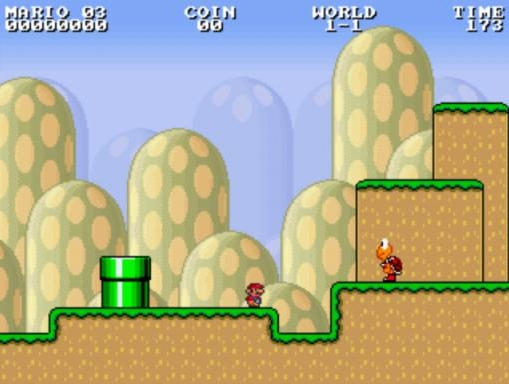 MARIO 03 COIN WORLD TIME
00000000 00 1-1 173